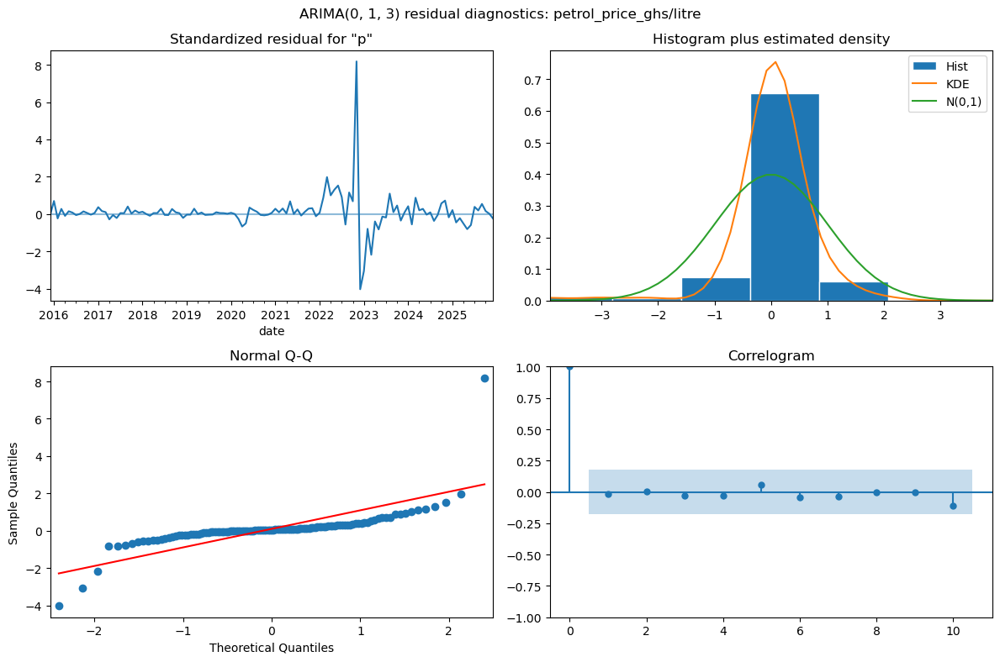 ARIMA(0, 1, 3) residual diagnostics: petrol_price_ghs/litre
Standardized residual for "p"
8
6
4
2
0
−2
−4
2016 2017 2018 2019 2020 2021 2022 2023 2024 2025
date
Histogram plus estimated density
Hist
KDE
N(0,1)
0.7
0.6
0.5
0.4
0.3
0.2
0.1
0.0
−3 −2 −1 0 1 2 3
Normal Q-Q
Sample Quantiles
8
6
4
2
0
−2
−4
−2 −1 0 1 2
Theoretical Quantiles
Correlogram
1.00
0.75
0.50
0.25
0.00
−0.25
−0.50
−0.75
−1.00
0 2 4 6 8 10